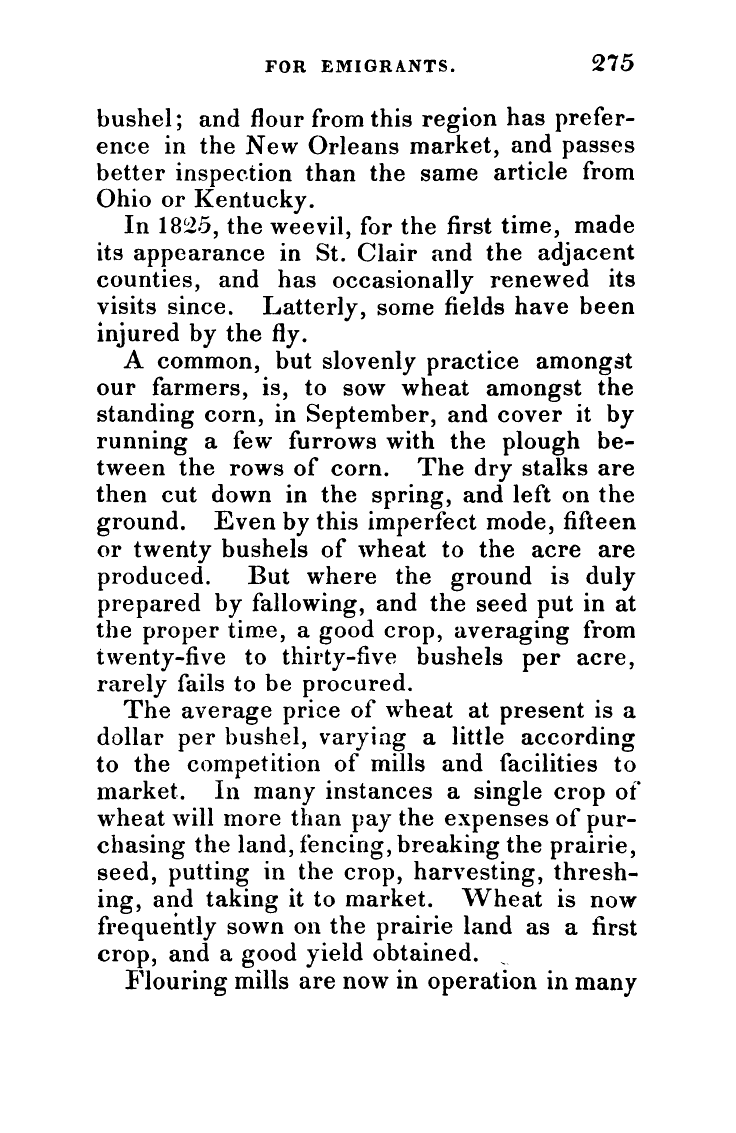 FOR EMIGRANTS. 275
bushel; and flour from this region has prefer-
ence in the New Orleans market, and passes
better inspection than the same article from
Ohio or Kentucky.
In 1825, the weevil, for the first time, made
its appearance in St. Clair and the adjacent
counties, and has occasionally renewed its
visits since. Latterly, some fields have been
injured by the fly.
A common, but slovenly practice amongst
our farmers, is, to sow wheat amongst the
standing corn, in September, and cover it by
running a few furrows with the plough be-
tween the rows of corn. The dry stalks are
then cut down in the spring, and left on the
ground. Even by this imperfect mode, fifteen
or twenty bushels of wheat to the acre are
produced. But where the ground is duly
prepared by fallowing, and the seed put in at
the proper time, a good crop, averaging from
twenty-five to thirty-five bushels per acre,
rarely fails to be procured.
The average price of wheat at present is a
dollar per bushel, varying a little according
to the competition of mills and facilities to
market. In many instances a single crop of
wheat will more than pay the expenses of pur-
chasing the land, fencing, breaking the prairie,
seed, putting in the crop, harvesting, thresh-
ing, and taking it to market. Wheat is now
frequently sown on the prairie land as a first
crop, and a good yield obtained.
Flouring mills are now in operation in many